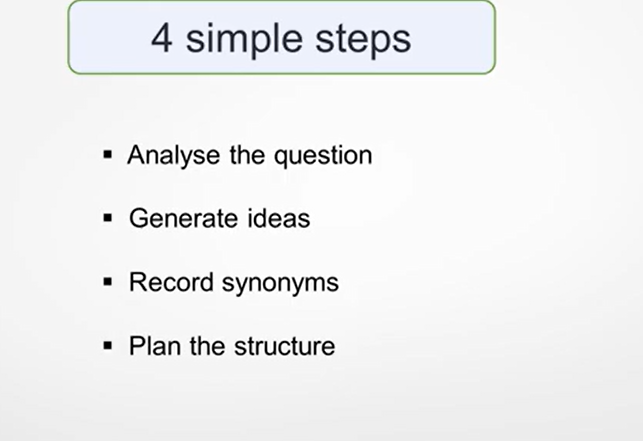 4 simple steps
▪ Analyse the question
▪ Generate ideas
▪ Record synonyms
▪ Plan the structure